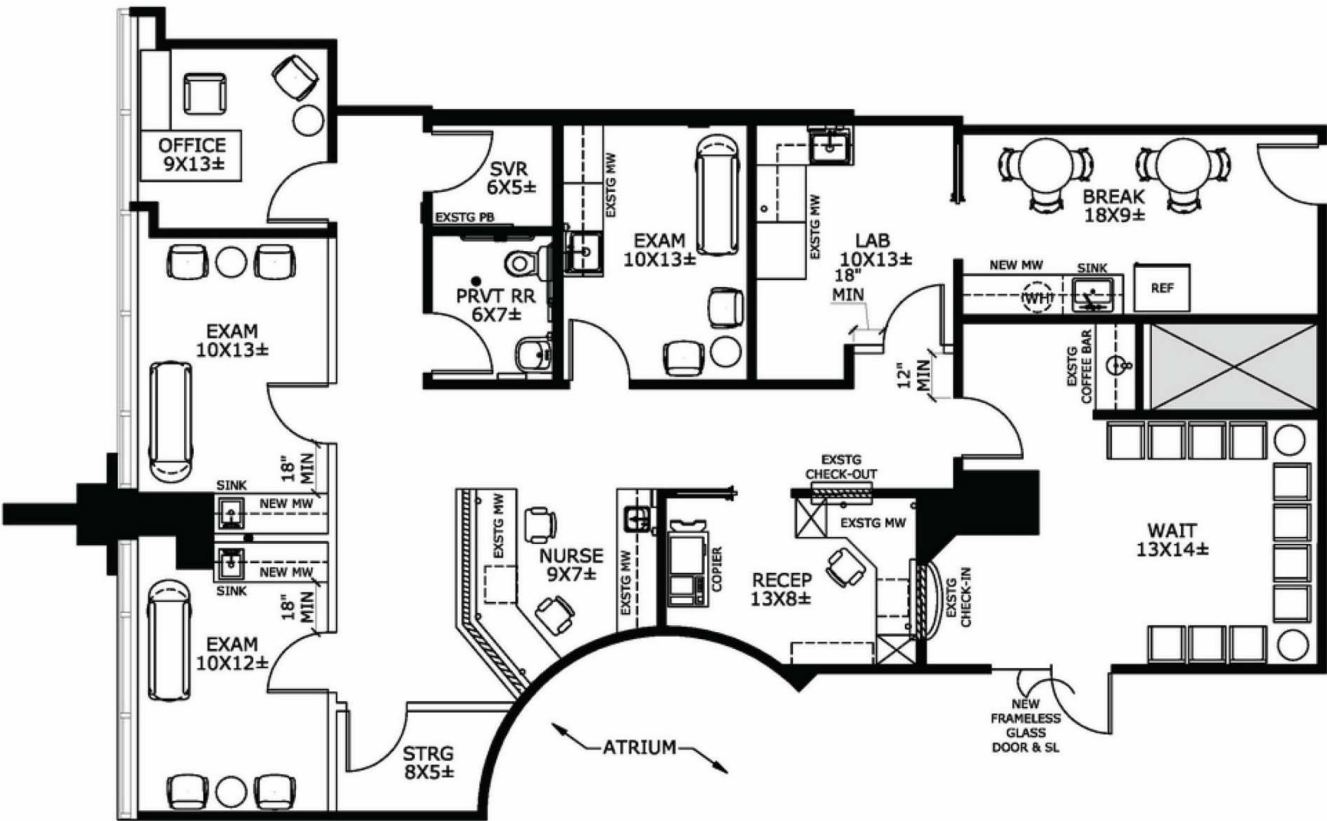 OFFICE
9X13±
SVR
6X5±
EXSTG PB
EXSTG MW
EXAM
10X13±
EXSTG MW
LAB
10X13±
18"
MIN
BREAK
18X9±
NEW MW
SINK
WH
REF
PRVT RR
6X7±
EXAM
10X13±
12"
MIN
EXSTG
COFFEE BAR
18"
MIN
SINK
NEW MW
EXSTG
CHECK-OUT
EXSTG MW
EXSTG MW
NURSE
9X7±
EXSTG MW
COPIER
RECEP
13X8±
EXSTG
CHECK-IN
WAIT
13X14±
NEW MW
SINK
18"
MIN
EXAM
10X12±
STRG
8X5±
ATRIUM
NEW
FRAMELESS
GLASS
DOOR & SL